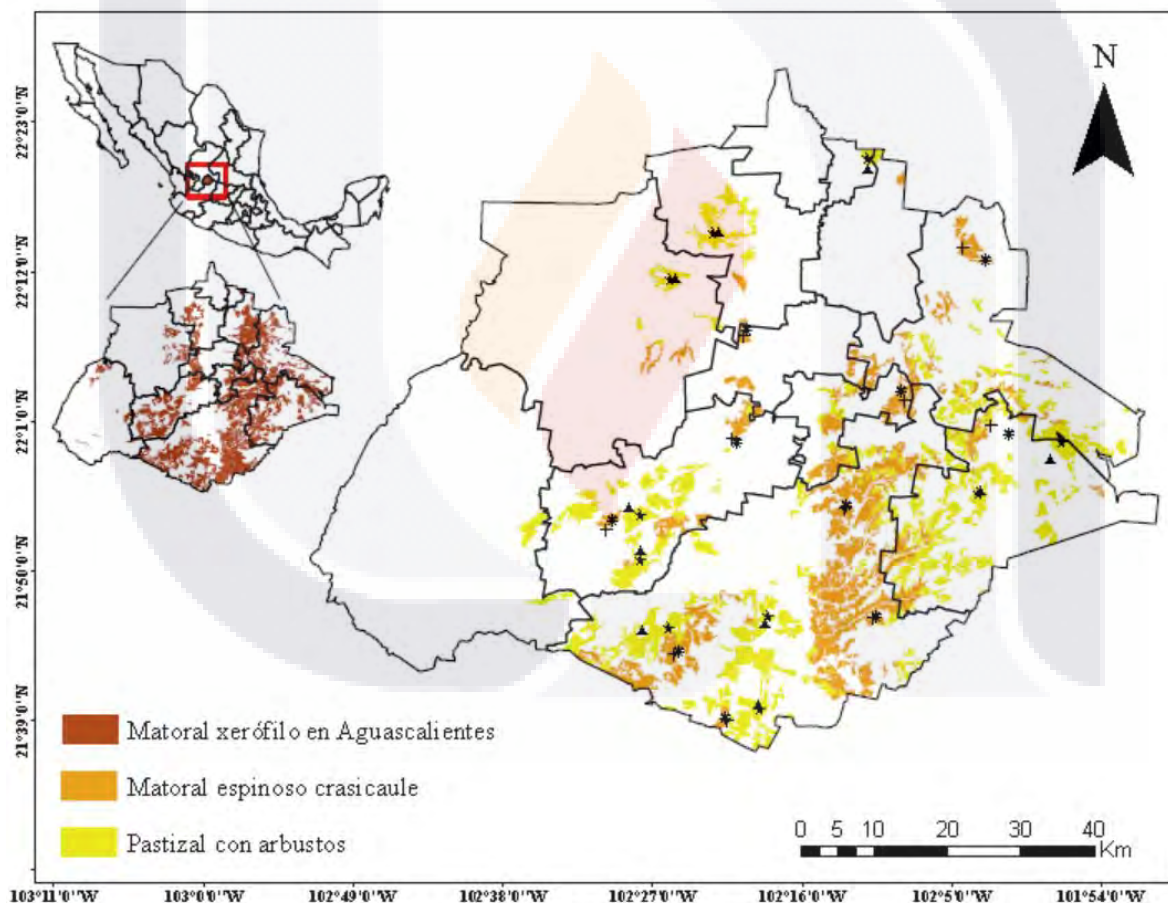 N
22°23'0"N
22°12'0"N
22°1'0"N
21°50'0"N
21°39'0"N
Matoral xerófilo en Aguascalientes
Matoral espinoso crasicaule
Pastizal con arbustos
0 5 10 20 30 40
Km
103°11'0"W 103°0'0"W 102°49'0"W 102°38'0"W 102°27'0"W 102°16'0"W 102°5'0"W 101°54'0"W